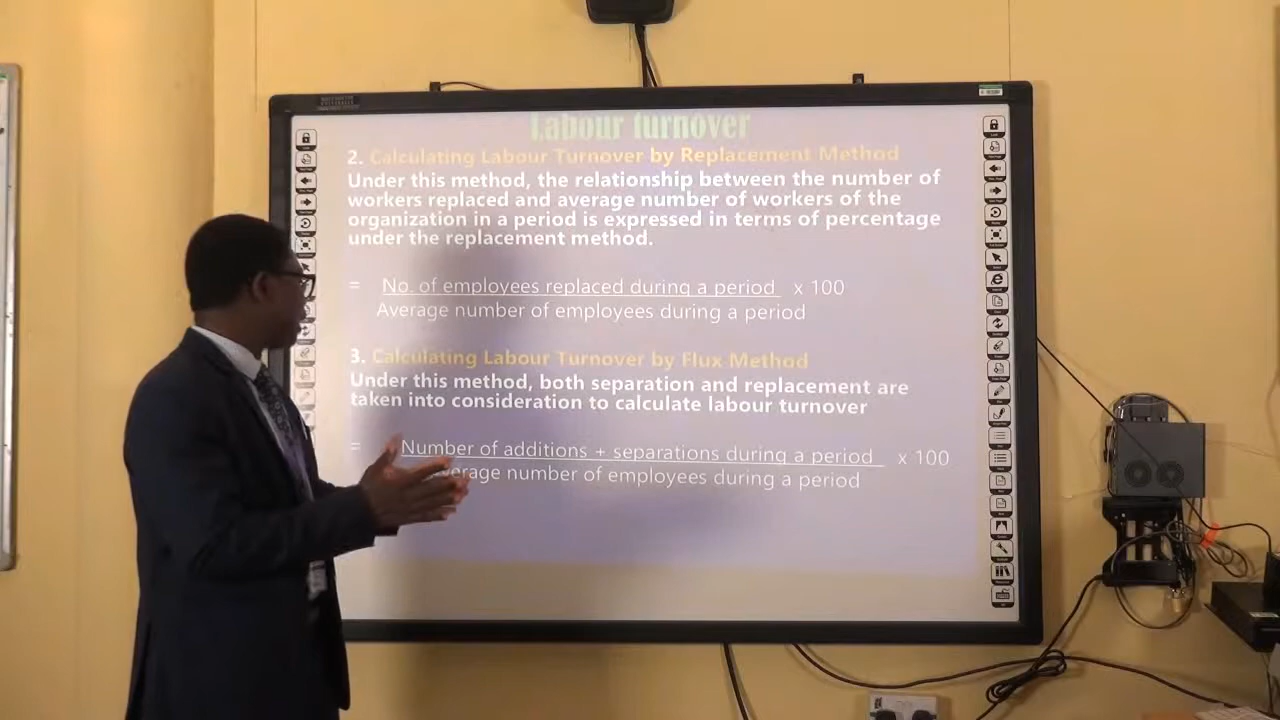 Labour turnover
2. Calculating Labour Turnover by Replacement Method
Under this method, the relationship between the number of
workers replaced and average number of workers of the
organization in a period is expressed in terms of percentage
under the replacement method.
= No. of employees replaced during a period x 100
Average number of employees during a period
3. Calculating Labour Turnover by Flux Method
Under this method, both separation and replacement are
taken into consideration to calculate labour turnover
= Number of additions + separations during a period x 100
verage number of employees during a period